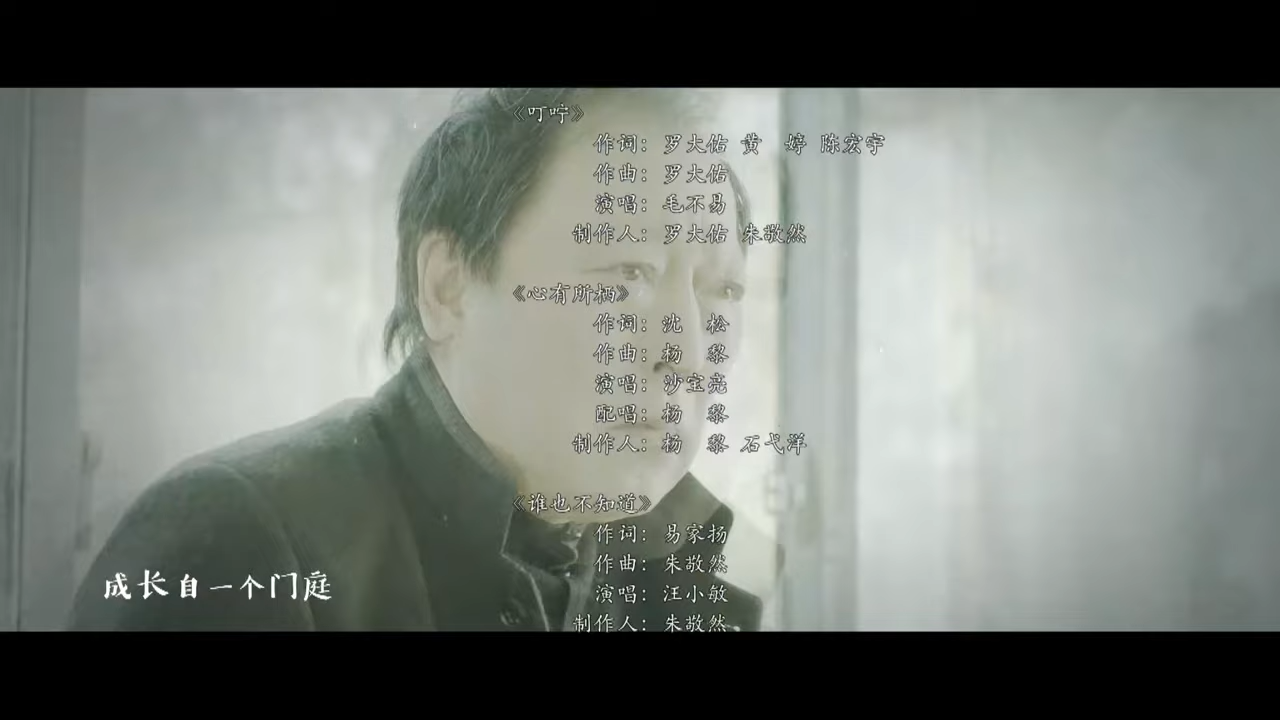 《叮咛》
作词：罗大佑 黄　婷 陈宏宇
作曲：罗大佑
演唱：毛不易
制作人：罗大佑 朱敬然
《心有所栖》
作词：沈　松
作曲：杨　黎
演唱：沙宝亮
配唱：杨　黎
制作人：杨　黎 石弋洋
《谁也不知道》
作词：易家扬
作曲：朱敬然
演唱：汪小敏
制作人：朱敬然
成长自一个门庭